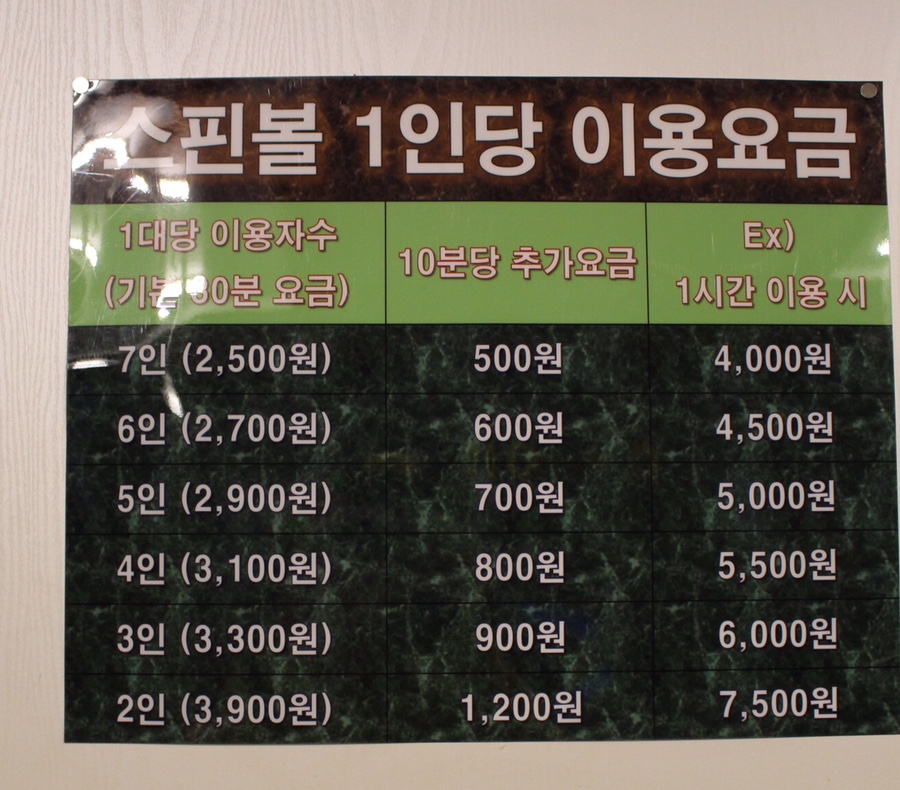 스핀볼 1인당 이용요금
1대당 이용자수
(기본 30분 요금)
10분당 추가요금
Ex)
1시간 이용 시
7인 (2,500원)
500원
4,000원
6인 (2,700원)
600원
4,500원
5인 (2,900원)
700원
5,000원
4인 (3,100원)
800원
5,500원
3인 (3,300원)
900원
6,000원
2인 (3,900원)
1,200원
7,500원